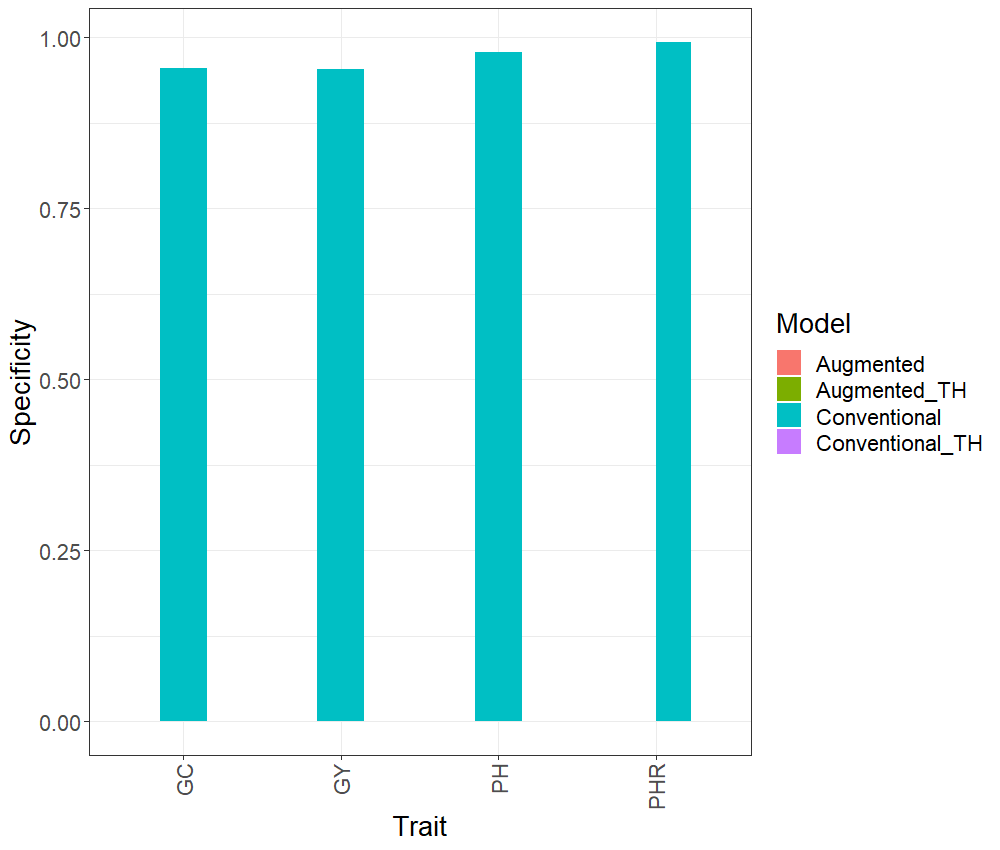 Specificity
1.00
0.75
0.50
0.25
0.00
GC
GY
PH
PHR
Trait
Model
Augmented
Augmented_TH
Conventional
Conventional_TH